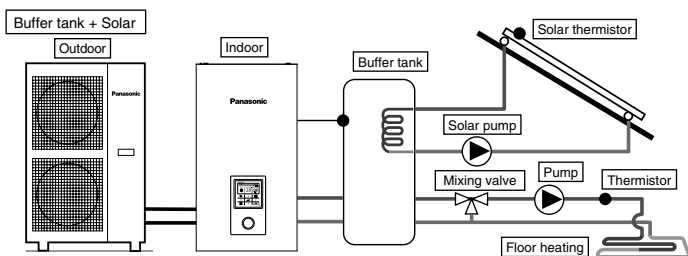 Buffer tank + Solar
Outdoor
Indoor
Buffer tank
Solar thermistor
Panasonic
Panasonic
Solar pump
Mixing valve
Pump
Thermistor
Floor heating